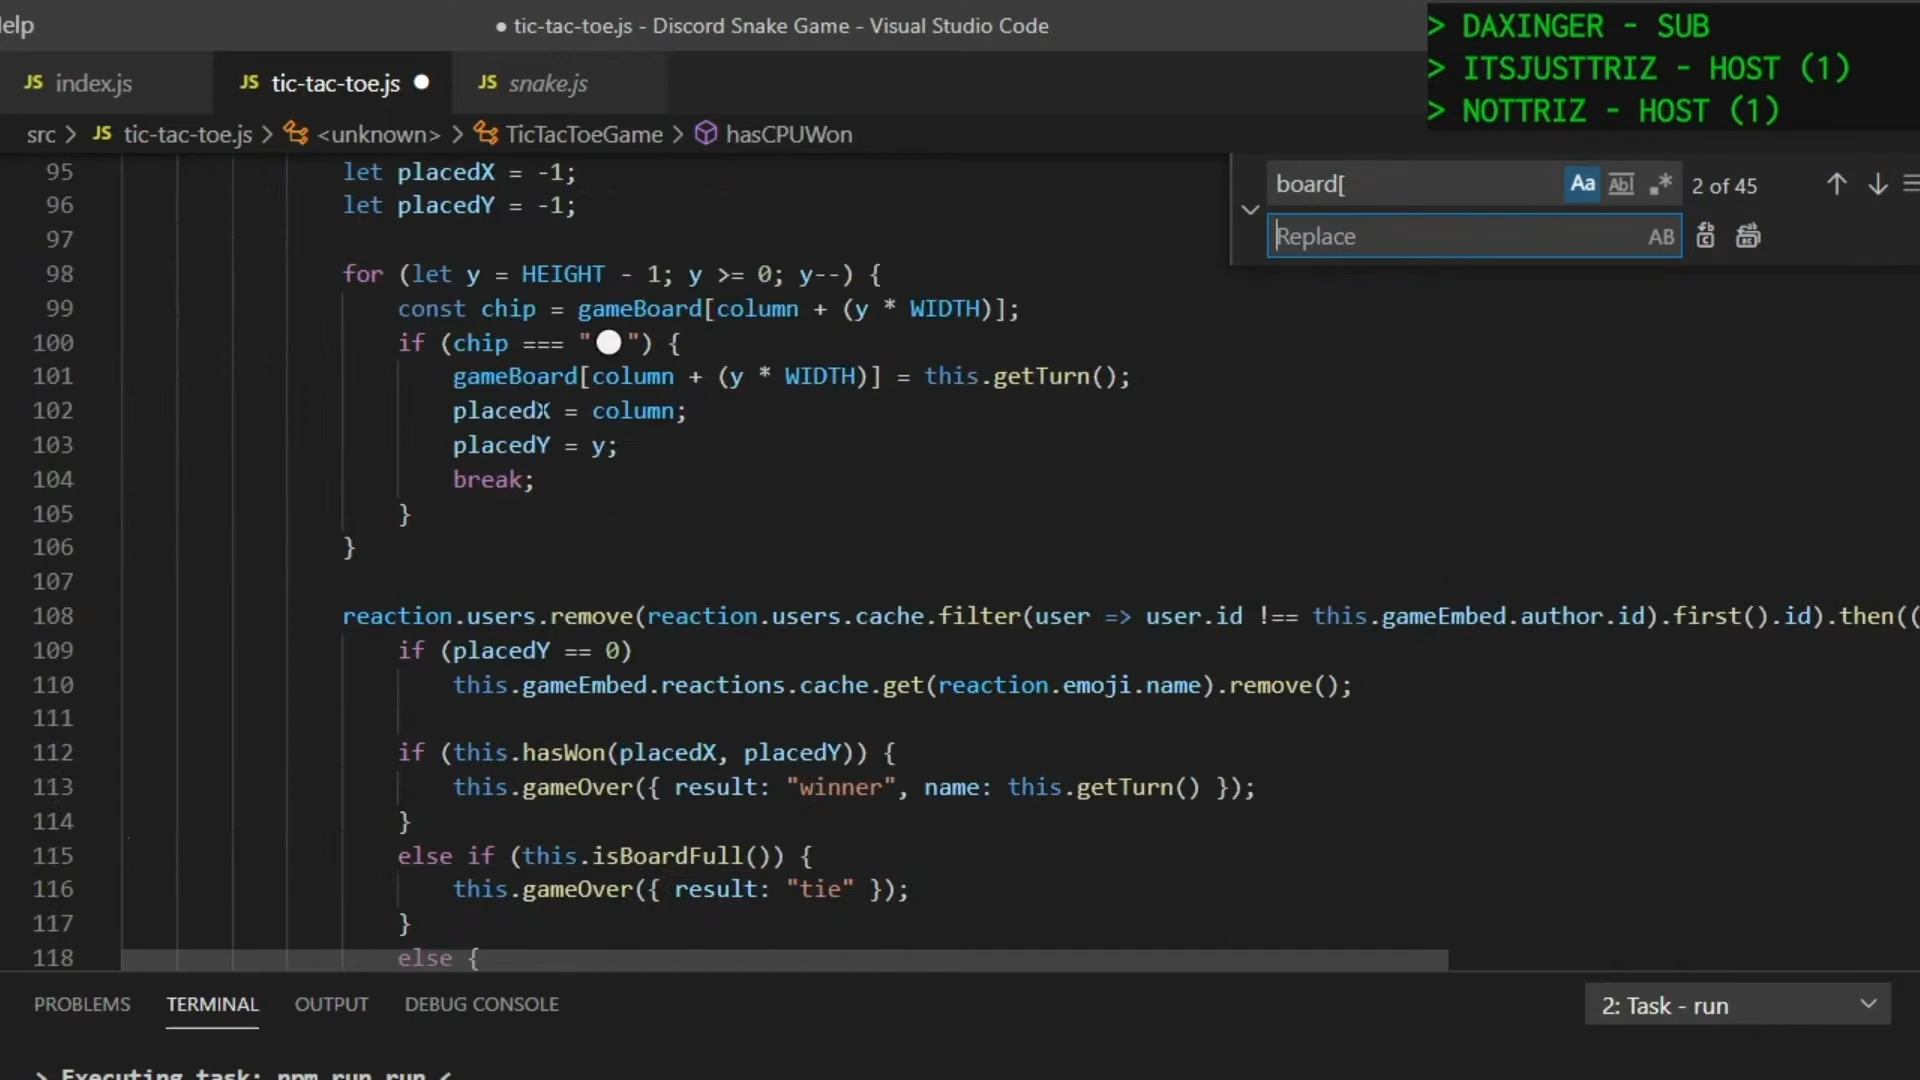 Help
● tic-tac-toe.js - Discord Snake Game - Visual Studio Code
> DAXINGER - SUB
> ITSJUSTTRIZ - HOST (1)
> NOTTRIZ - HOST (1)
JS index.js
JS tic-tac-toe.js ●
JS snake.js
src > JS tic-tac-toe.js > <unknown> > TicTacToeGame > hasCPUWon
board[
Aa Abl .* 2 of 45
Replace AB
95 let placedX = -1;
96 let placedY = -1;
97
98 for (let y = HEIGHT - 1; y >= 0; y--) {
99 const chip = gameBoard[column + (y * WIDTH)];
100 if (chip === "⚪") {
101 gameBoard[column + (y * WIDTH)] = this.getTurn();
102 placedX = column;
103 placedY = y;
104 break;
105 }
106 }
107
108 reaction.users.remove(reaction.users.cache.filter(user => user.id !== this.gameEmbed.author.id).first().id).then((
109 if (placedY == 0)
110 this.gameEmbed.reactions.cache.get(reaction.emoji.name).remove();
111
112 if (this.hasWon(placedX, placedY)) {
113 this.gameOver({ result: "winner", name: this.getTurn() });
114 }
115 else if (this.isBoardFull()) {
116 this.gameOver({ result: "tie" });
117 }
118 else {
PROBLEMS TERMINAL OUTPUT DEBUG CONSOLE
2: Task - run
> Executing task: npm run run <